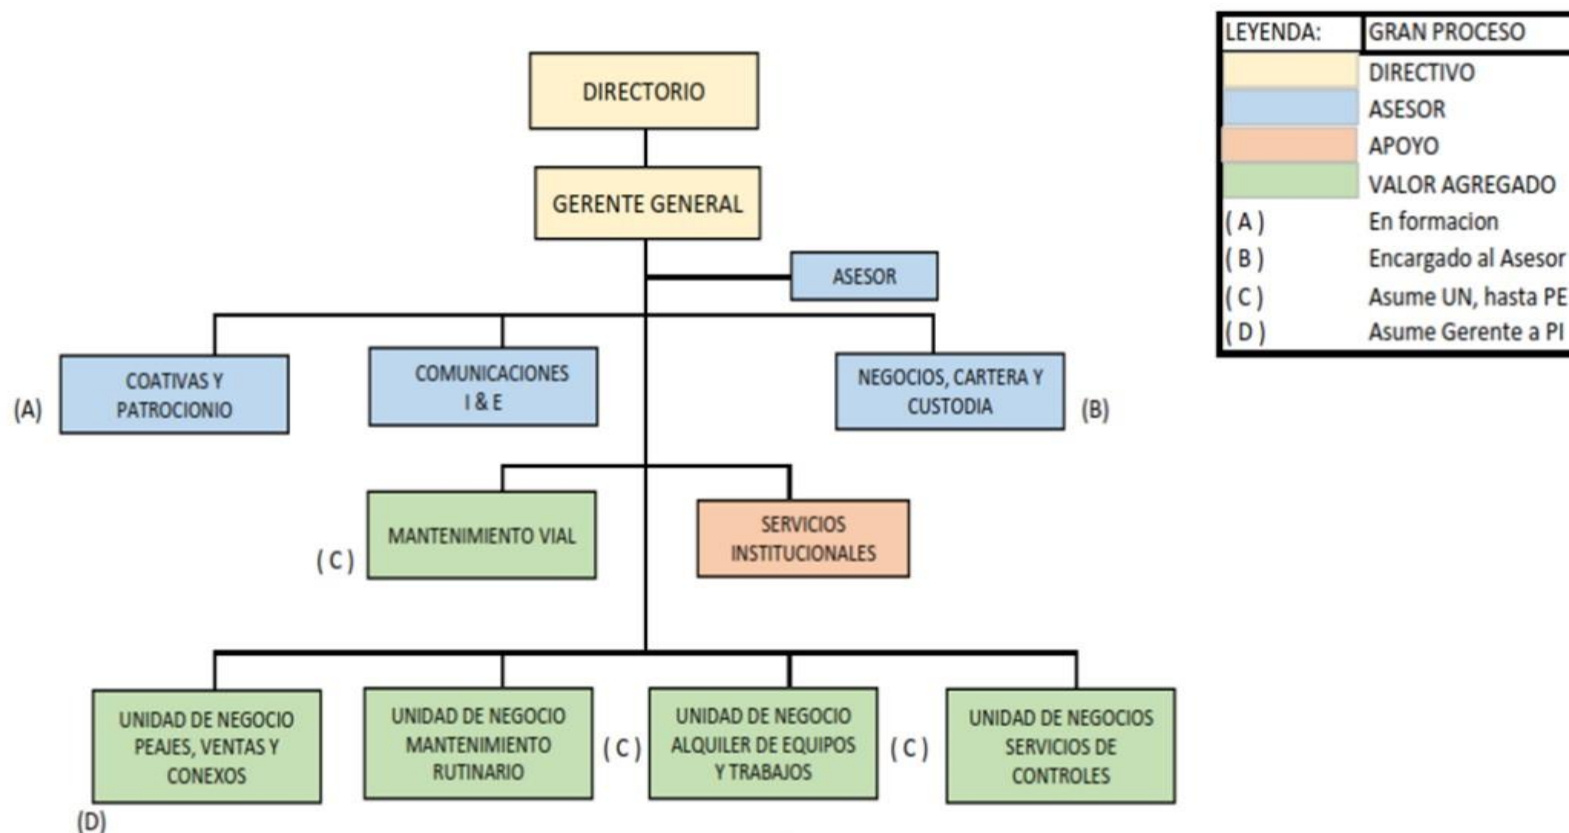 LEYENDA: GRAN PROCESO
DIRECTIVO
ASESOR
APOYO
VALOR AGREGADO
( A ) En formacion
( B ) Encargado al Asesor
( C ) Asume UN, hasta PE
( D ) Asume Gerente a PI
DIRECTORIO
GERENTE GENERAL
ASESOR
(A)
COATIVAS Y
PATROCIONIO
COMUNICACIONES
I & E
NEGOCIOS, CARTERA Y
CUSTODIA
(B)
( C )
MANTENIMIENTO VIAL
SERVICIOS
INSTITUCIONALES
UNIDAD DE NEGOCIO
PEAJES, VENTAS Y
CONEXOS
(D)
UNIDAD DE NEGOCIO
MANTENIMIENTO
RUTINARIO
( C )
UNIDAD DE NEGOCIO
ALQUILER DE EQUIPOS
Y TRABAJOS
( C )
UNIDAD DE NEGOCIOS
SERVICIOS DE
CONTROLES